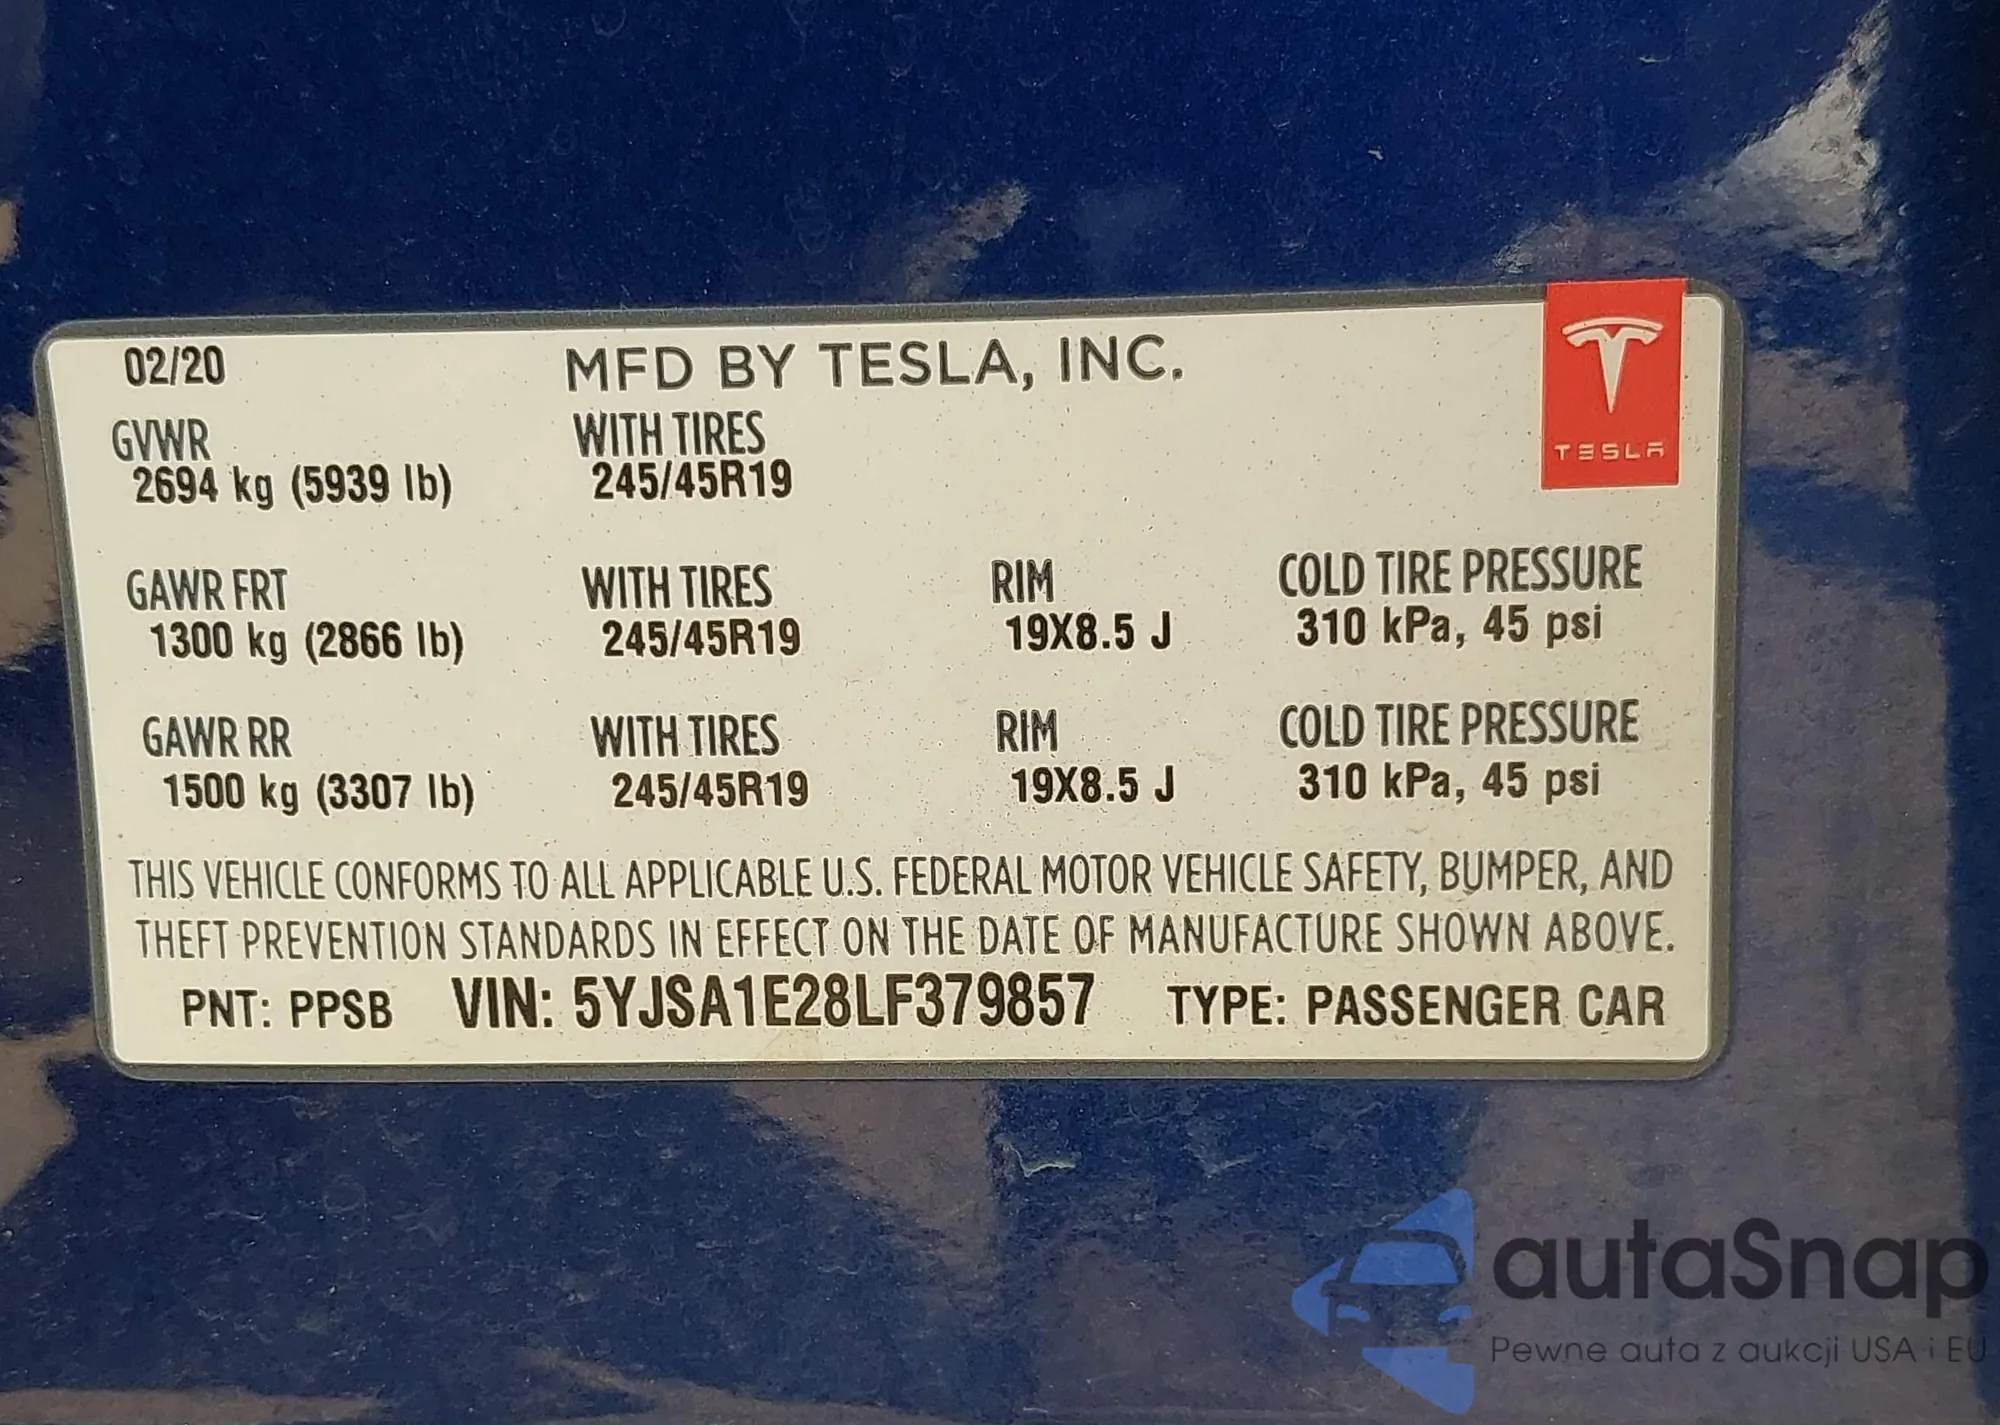 02/20 MFD BY TESLA, INC.
TESLA
GVWR WITH TIRES
2694 kg (5939 lb) 245/45R19
GAWR FRT WITH TIRES RIM COLD TIRE PRESSURE
1300 kg (2866 lb) 245/45R19 19X8.5 J 310 kPa, 45 psi
GAWR RR WITH TIRES RIM COLD TIRE PRESSURE
1500 kg (3307 lb) 245/45R19 19X8.5 J 310 kPa, 45 psi
THIS VEHICLE CONFORMS TO ALL APPLICABLE U.S. FEDERAL MOTOR VEHICLE SAFETY, BUMPER, AND
THEFT PREVENTION STANDARDS IN EFFECT ON THE DATE OF MANUFACTURE SHOWN ABOVE.
PNT: PPSB VIN: 5YJSA1E28LF379857 TYPE: PASSENGER CAR
autaSnap
Pewne auta z aukcji USA i EU